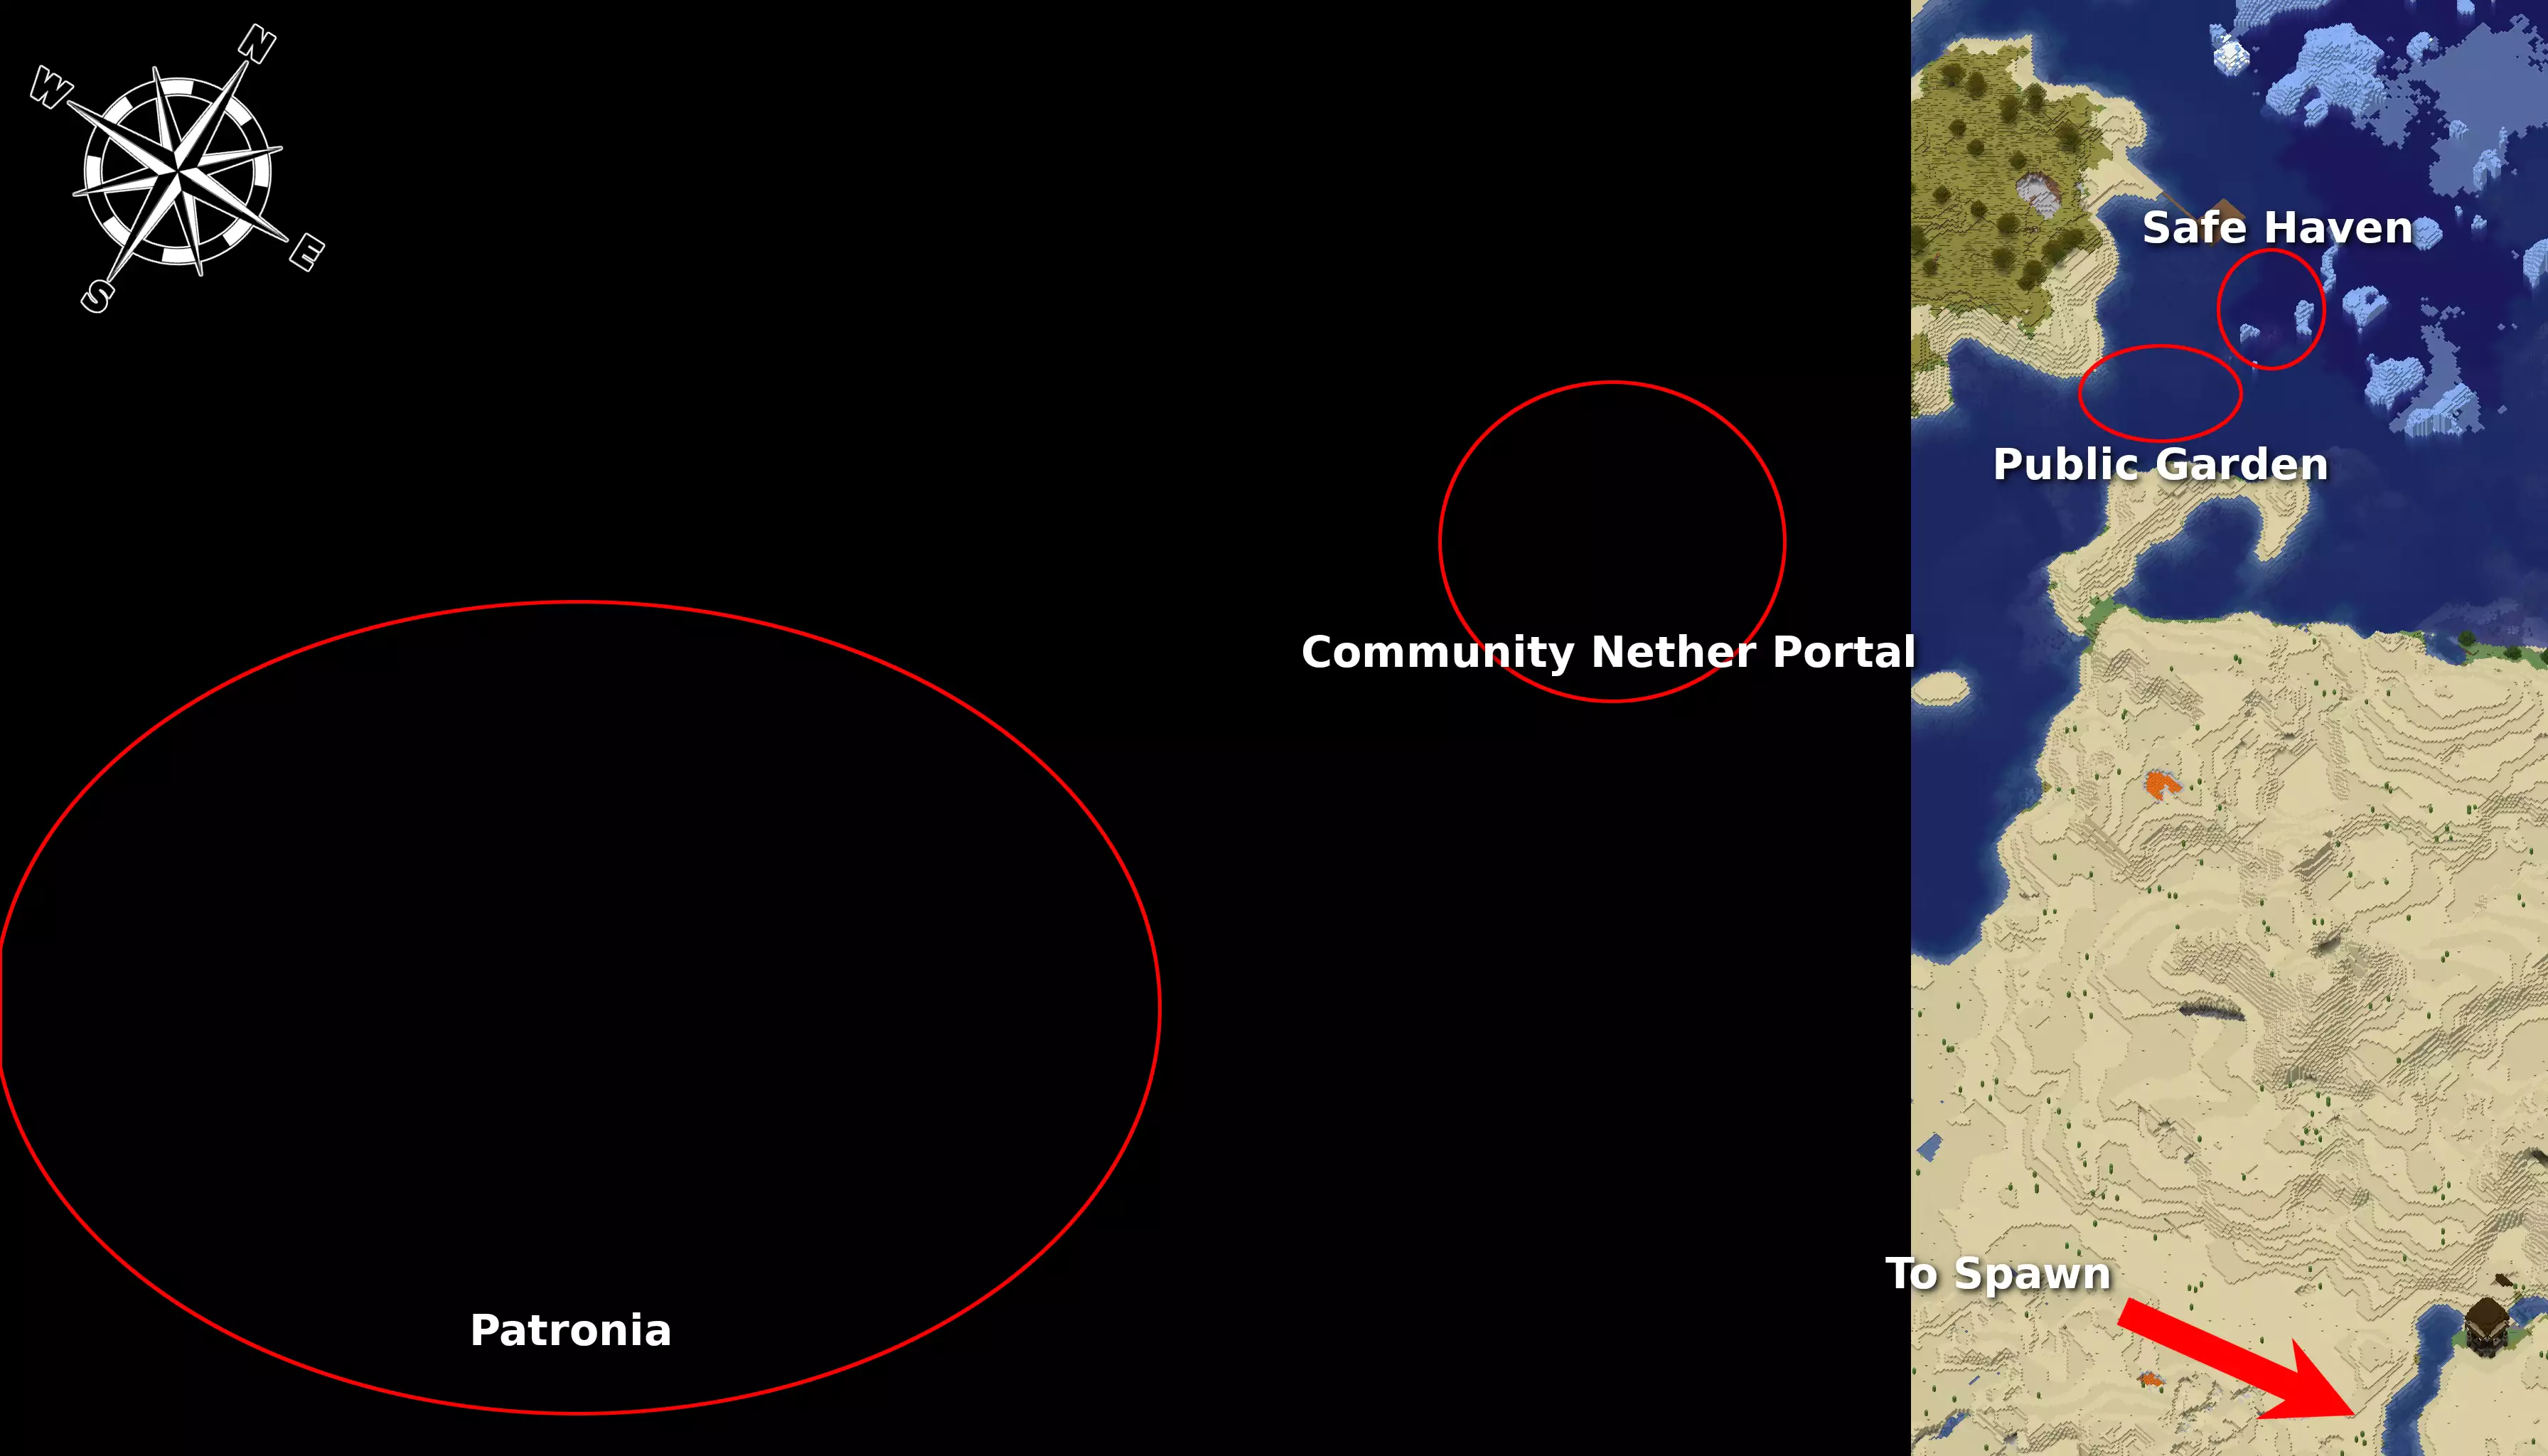 N
W
E
S
Safe Haven
Public Garden
Community Nether Portal
To Spawn
Patronia